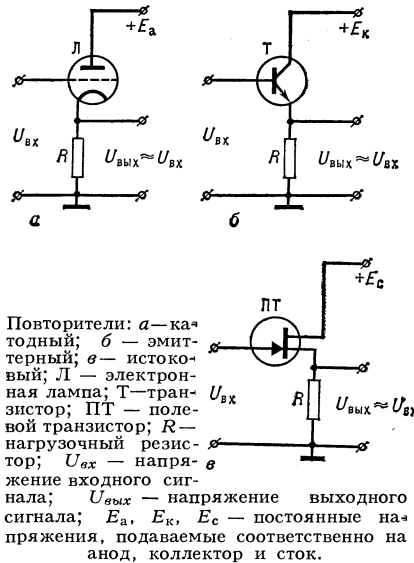 +Eа
Л
Uвх
R
Uвых≈Uвх
а
+Eк
Т
Uвх
R
Uвых≈Uвх
б
+Eс
ПТ
Uвх
R
Uвых≈Uвх
в
Повторители: а—ка-
тодный; б — эмит-
терный; в— истоко-
вый; Л — электрон-
ная лампа; Т—тран-
зистор; ПТ — поле-
вой транзистор; R—
нагрузочный резис-
тор; Uвх — напря-
жение входного сиг-
нала; Uвых — напряжение выходного
сигнала; Eа, Eк, Eс — постоянные на-
пряжения, подаваемые соответственно на
анод, коллектор и сток.